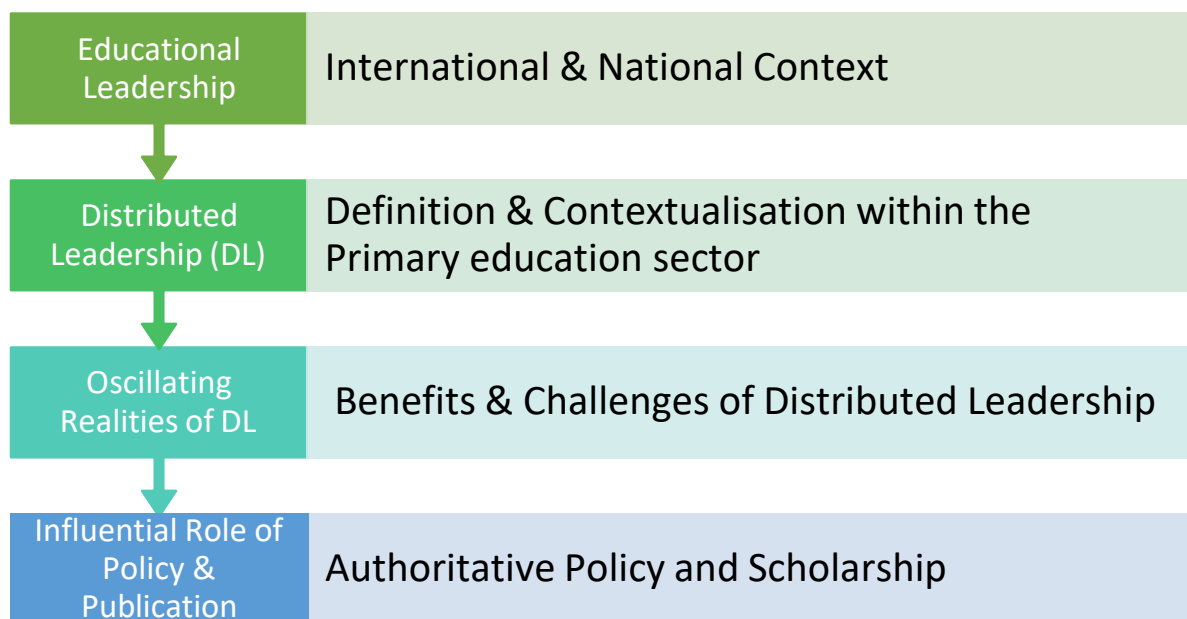 Educational
Leadership
International & National Context
Distributed
Leadership (DL)
Definition & Contextualisation within the
Primary education sector
Oscillating
Realities of DL
Benefits & Challenges of Distributed Leadership
Influential Role of
Policy &
Publication
Authoritative Policy and Scholarship